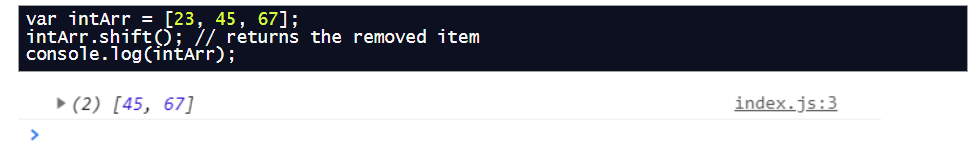 var intArr = [23, 45, 67];
intArr.shift(); // returns the removed item
console.log(intArr);
▶ (2) [45, 67] index.js:3
>